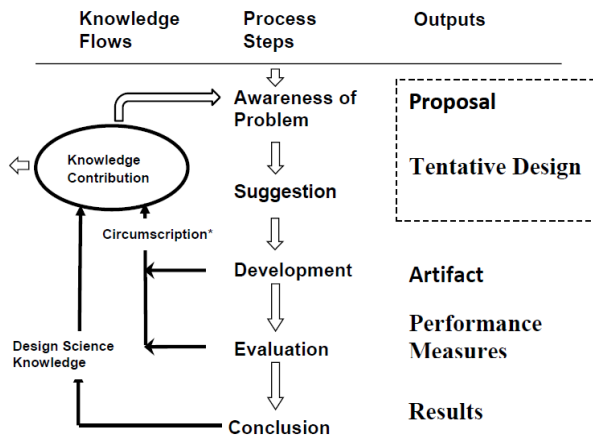 Knowledge
Flows
Process
Steps
Outputs
Awareness of
Problem
Proposal
Knowledge
Contribution
Tentative Design
Suggestion
Circumscription*
Development
Artifact
Design Science
Knowledge
Evaluation
Performance
Measures
Conclusion
Results